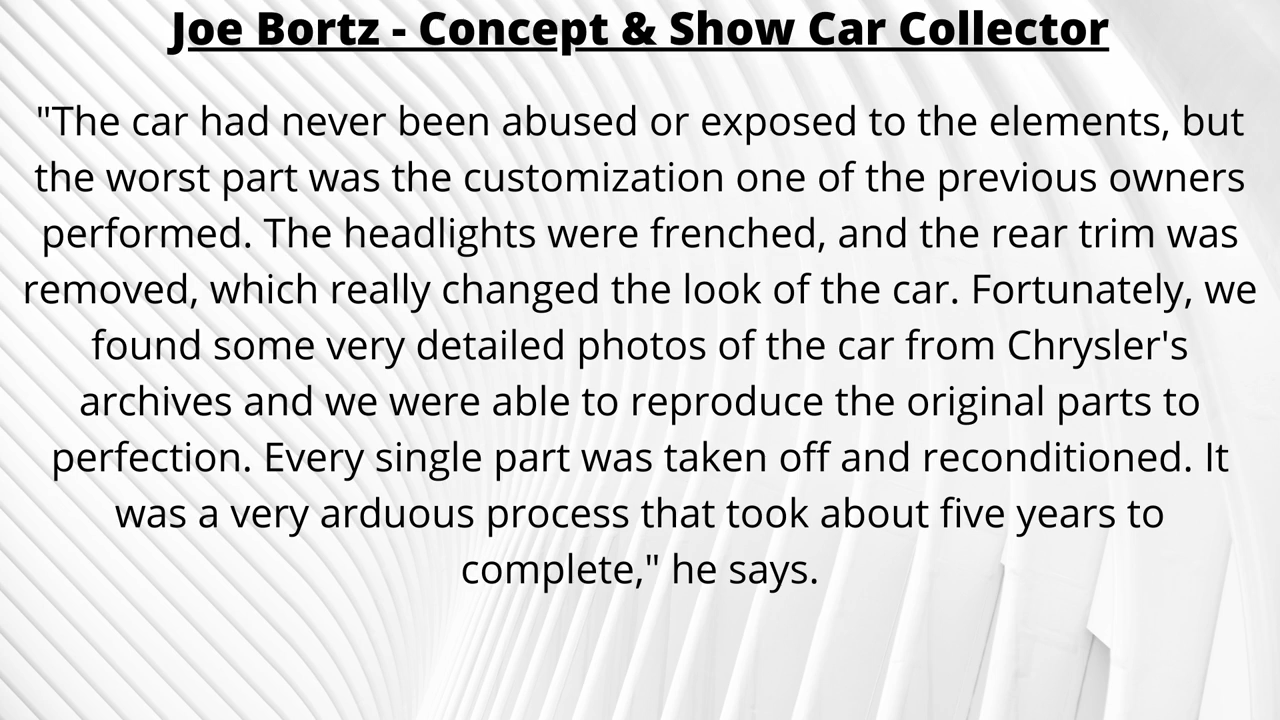 Joe Bortz - Concept & Show Car Collector
"The car had never been abused or exposed to the elements, but
the worst part was the customization one of the previous owners
performed. The headlights were frenched, and the rear trim was
removed, which really changed the look of the car. Fortunately, we
found some very detailed photos of the car from Chrysler's
archives and we were able to reproduce the original parts to
perfection. Every single part was taken off and reconditioned. It
was a very arduous process that took about five years to
complete," he says.